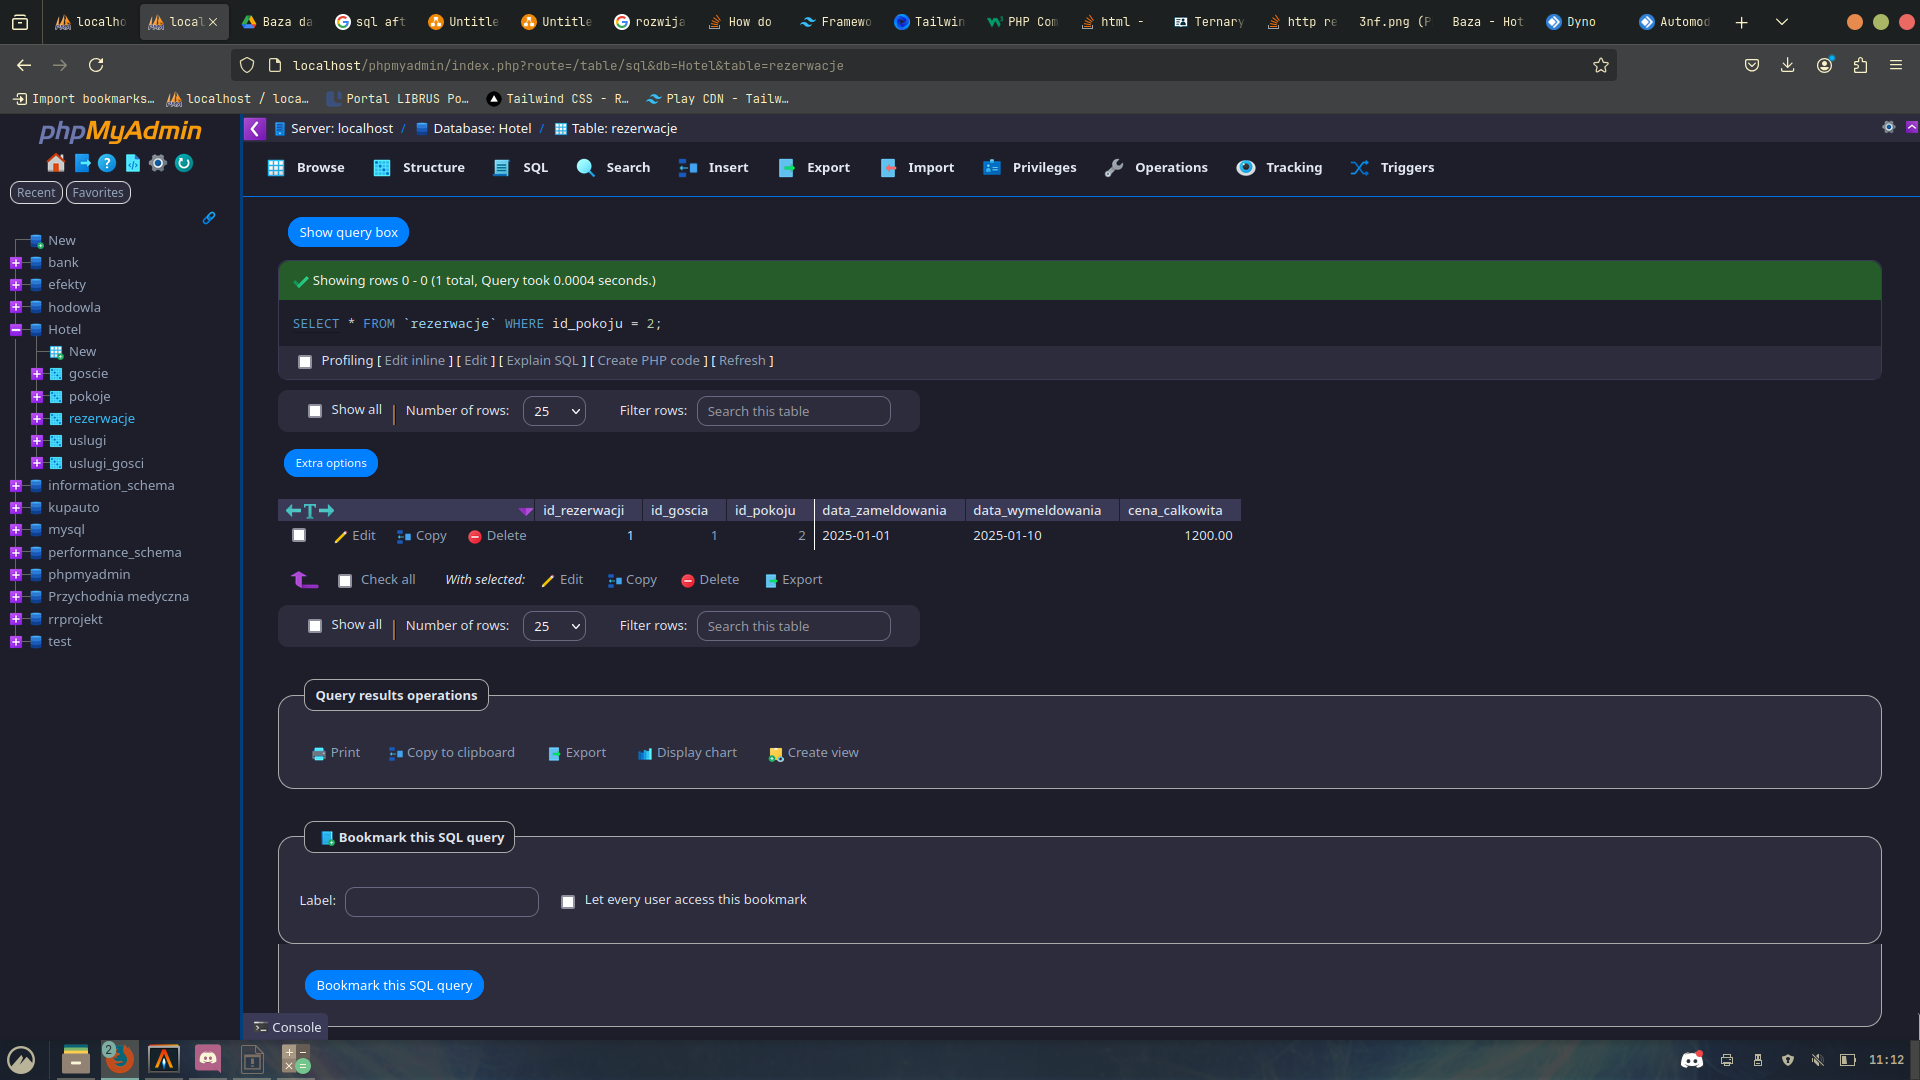 localho
local
Baza da
sql aft
Untitle
Untitle
rozwija
How do
Framewo
Tailwin
PHP Com
html -
Ternary
http re
3nf.png (P
Baza - Hot
Dyno
Automod
localhost/phpmyadmin/index.php?route=/table/sql&db=Hotel&table=rezerwacje
Import bookmarks…
localhost / loca…
Portal LIBRUS Po…
Tailwind CSS - R…
Play CDN - Tailw…
phpMyAdmin
Recent
Favorites
New
bank
efekty
hodowla
Hotel
New
goscie
pokoje
rezerwacje
uslugi
uslugi_gosci
information_schema
kupauto
mysql
performance_schema
phpmyadmin
Przychodnia medyczna
rrprojekt
test
Server: localhost / Database: Hotel / Table: rezerwacje
Browse Structure SQL Search Insert Export Import Privileges Operations Tracking Triggers
Show query box
Showing rows 0 - 0 (1 total, Query took 0.0004 seconds.)
SELECT * FROM `rezerwacje` WHERE id_pokoju = 2;
Profiling [ Edit inline ] [ Edit ] [ Explain SQL ] [ Create PHP code ] [ Refresh ]
Show all | Number of rows: 25 Filter rows: Search this table
Extra options
←T→ id_rezerwacji id_goscia id_pokoju data_zameldowania data_wymeldowania cena_calkowita
Edit Copy Delete 1 1 2 2025-01-01 2025-01-10 1200.00
Check all With selected: Edit Copy Delete Export
Show all | Number of rows: 25 Filter rows: Search this table
Query results operations
Print Copy to clipboard Export Display chart Create view
Bookmark this SQL query
Label: Let every user access this bookmark
Bookmark this SQL query
Console
2
11:12